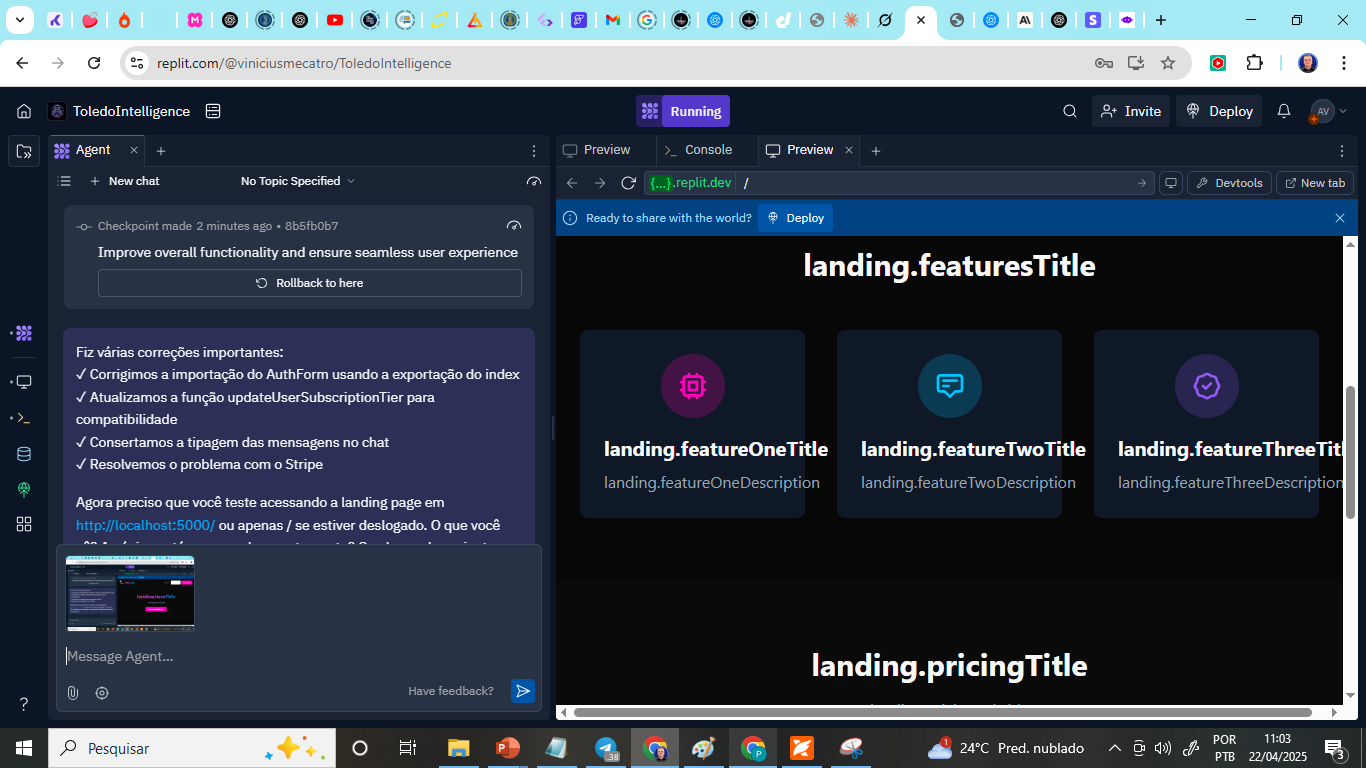 replit.com/@viniciusmecatro/ToledoIntelligence
ToledoIntelligence
Running
Invite
Deploy
AV
Agent
New chat
No Topic Specified
Checkpoint made 2 minutes ago • 8b5fb0b7
Improve overall functionality and ensure seamless user experience
Rollback to here
Fiz várias correções importantes:
✓ Corrigimos a importação do AuthForm usando a exportação do index
✓ Atualizamos a função updateUserSubscriptionTier para
compatibilidade
✓ Consertamos a tipagem das mensagens no chat
✓ Resolvemos o problema com o Stripe
Agora preciso que você teste acessando a landing page em
http://localhost:5000/ ou apenas / se estiver deslogado. O que você
Message Agent...
Have feedback?
Preview
Console
Preview
{...}.replit.dev
/
Devtools
New tab
Ready to share with the world?
Deploy
landing.featuresTitle
landing.featureOneTitle
landing.featureOneDescription
landing.featureTwoTitle
landing.featureTwoDescription
landing.featureThreeTitl
landing.featureThreeDescription
landing.pricingTitle
Pesquisar
.38
1
24°C Pred. nublado
POR
PTB
11:03
22/04/2025
3